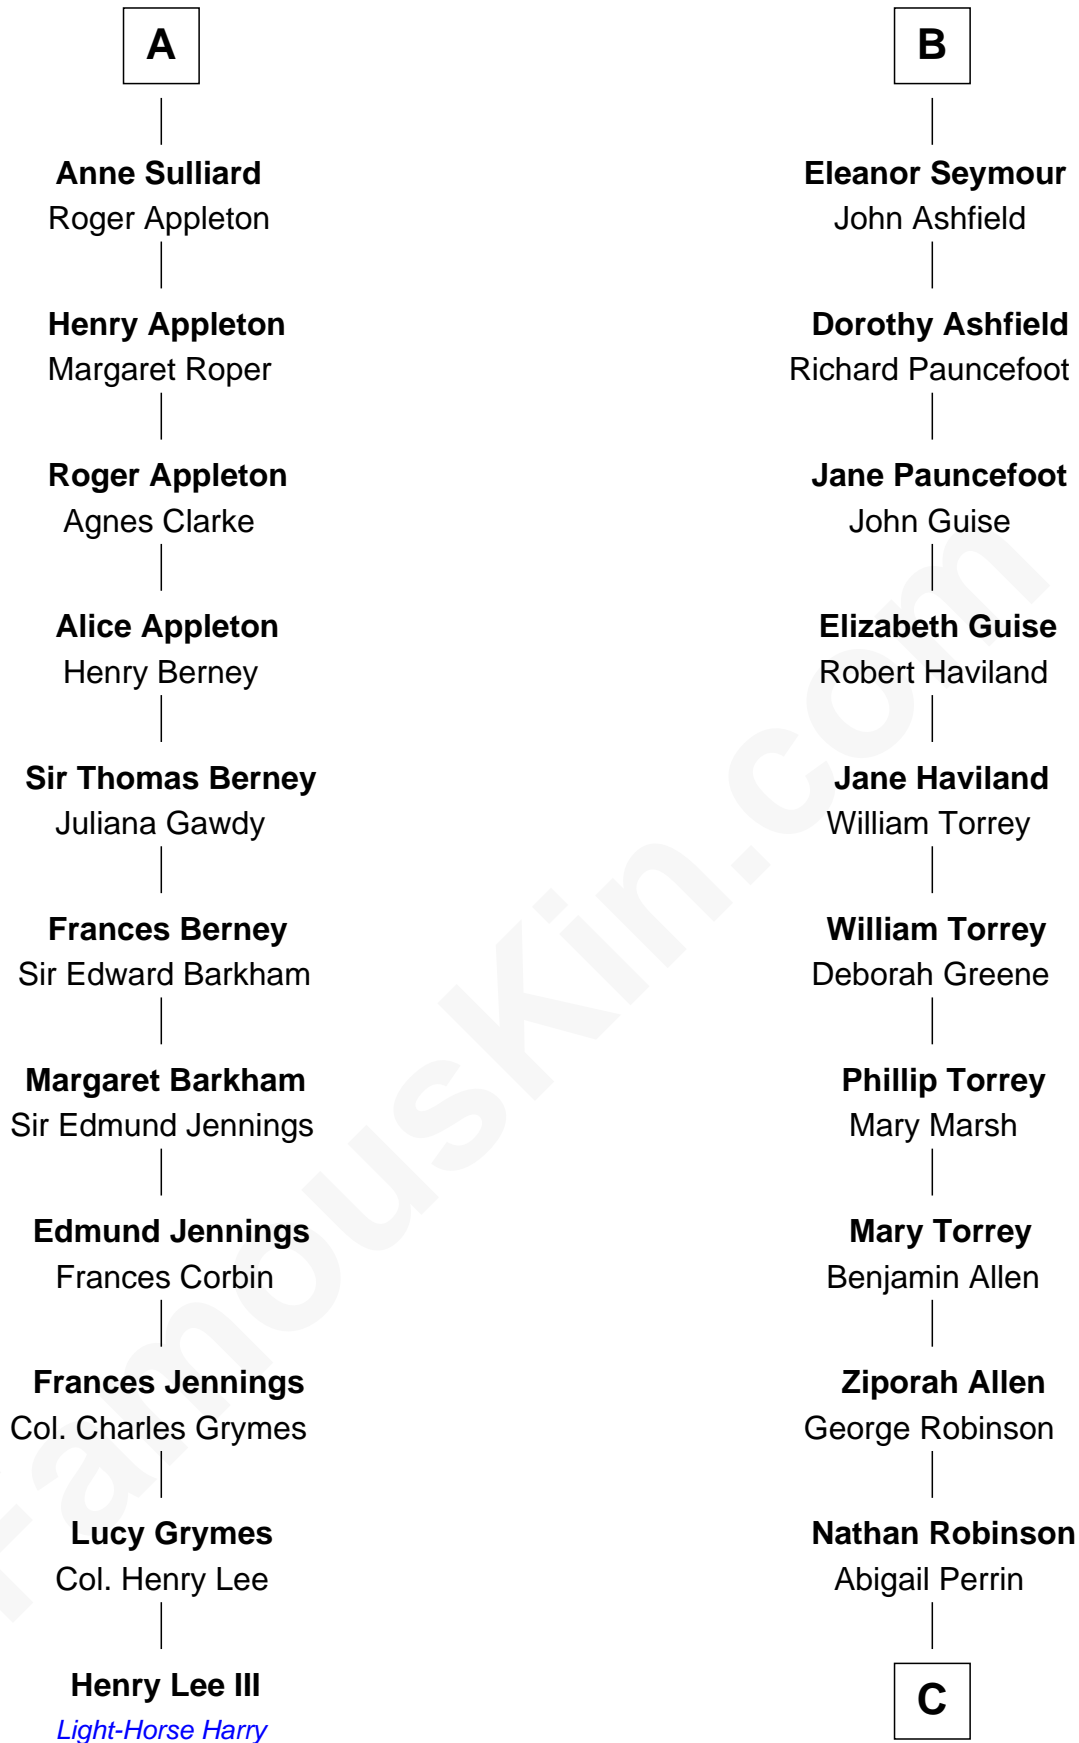 A
Anne Sulliard
Roger Appleton
Henry Appleton
Margaret Roper
Roger Appleton
Agnes Clarke
Alice Appleton
Henry Berney
Sir Thomas Berney
Juliana Gawdy
Frances Berney
Sir Edward Barkham
Margaret Barkham
Sir Edmund Jennings
Edmund Jennings
Frances Corbin
Frances Jennings
Col. Charles Grymes
Lucy Grymes
Col. Henry Lee
Henry Lee III
Light-Horse Harry
B
Eleanor Seymour
John Ashfield
Dorothy Ashfield
Richard Pauncefoot
Jane Pauncefoot
John Guise
Elizabeth Guise
Robert Haviland
Jane Haviland
William Torrey
William Torrey
Deborah Greene
Phillip Torrey
Mary Marsh
Mary Torrey
Benjamin Allen
Ziporah Allen
George Robinson
Nathan Robinson
Abigail Perrin
C
FamousKin.com